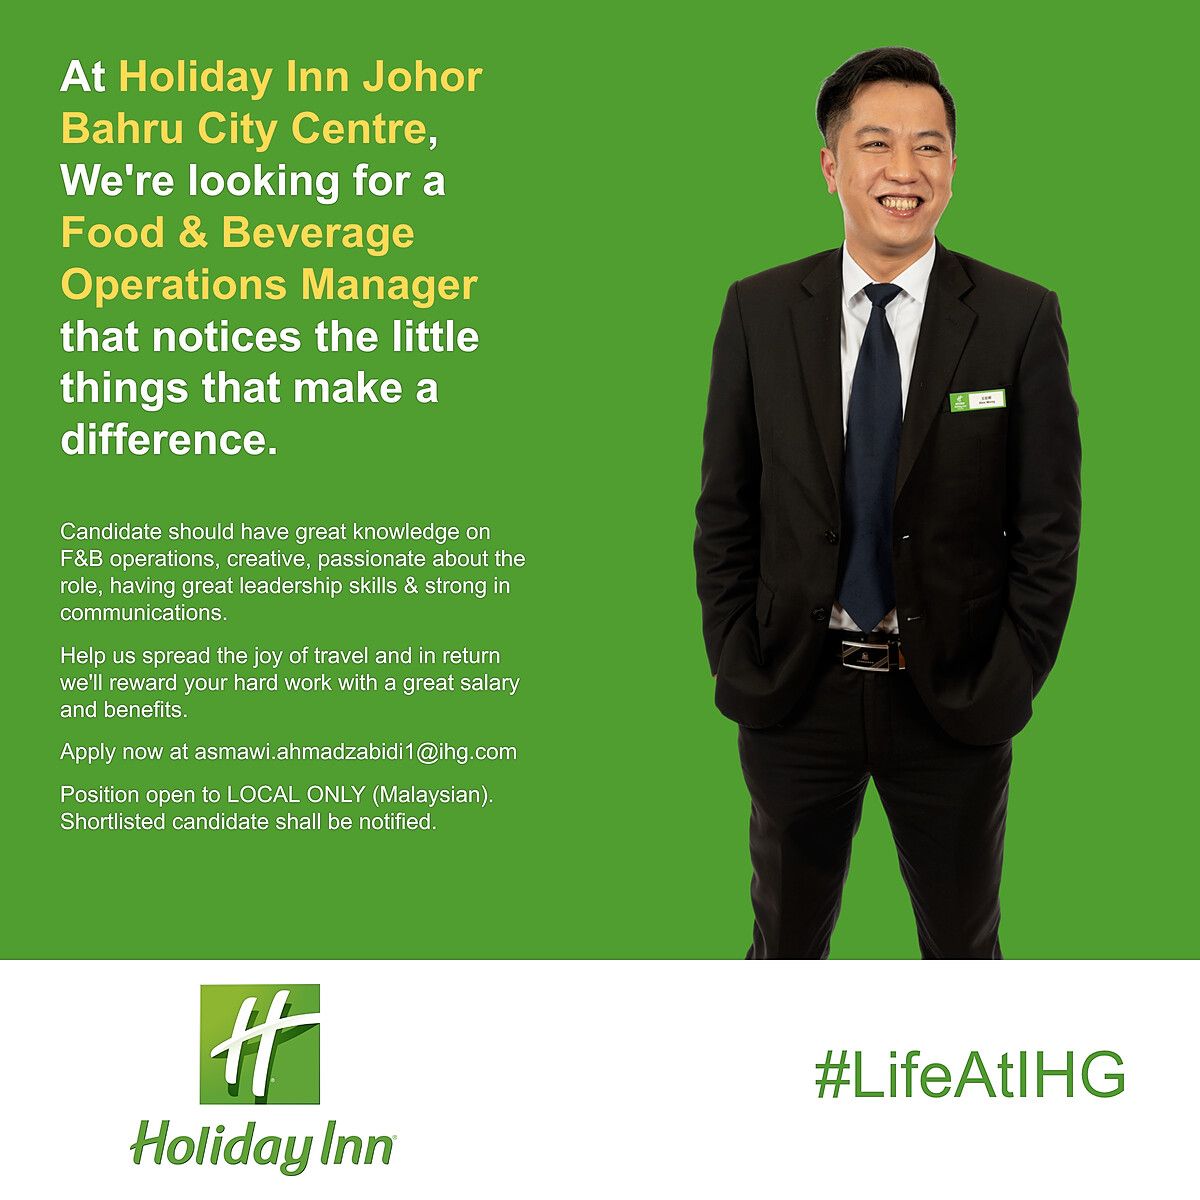 At Holiday Inn Johor
Bahru City Centre,
We're looking for a
Food & Beverage
Operations Manager
that notices the little
things that make a
difference.
Candidate should have great knowledge on
F&B operations, creative, passionate about the
role, having great leadership skills & strong in
communications.
Help us spread the joy of travel and in return
we'll reward your hard work with a great salary
and benefits.
Apply now at asmawi.ahmadzabidi1@ihg.com
Position open to LOCAL ONLY (Malaysian).
Shortlisted candidate shall be notified.
Holiday Inn
#LifeAtIHG